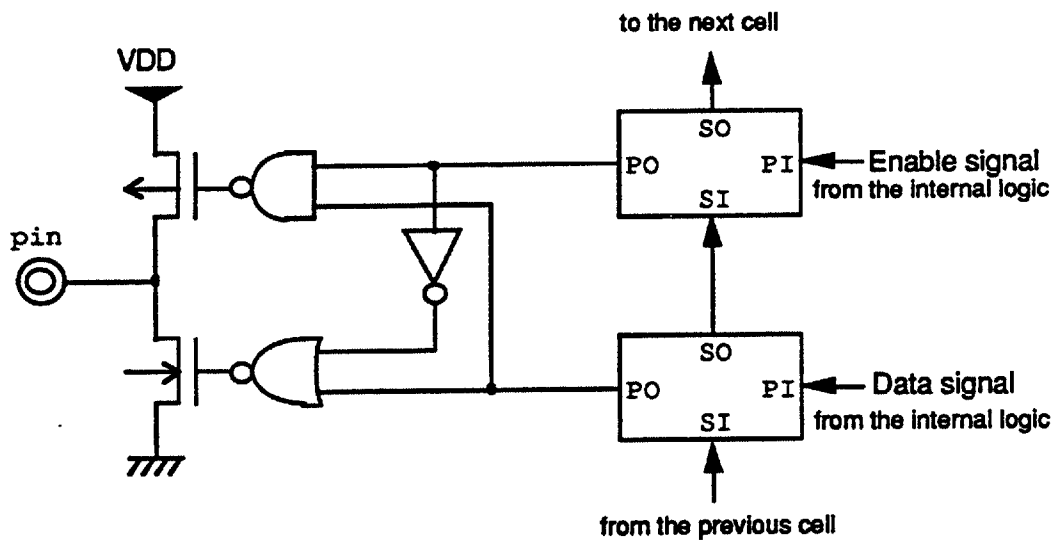 to the next cell
VDD
SO
PO
PI
Enable signal
from the internal logic
SI
pin
SO
PO
PI
Data signal
from the internal logic
SI
from the previous cell